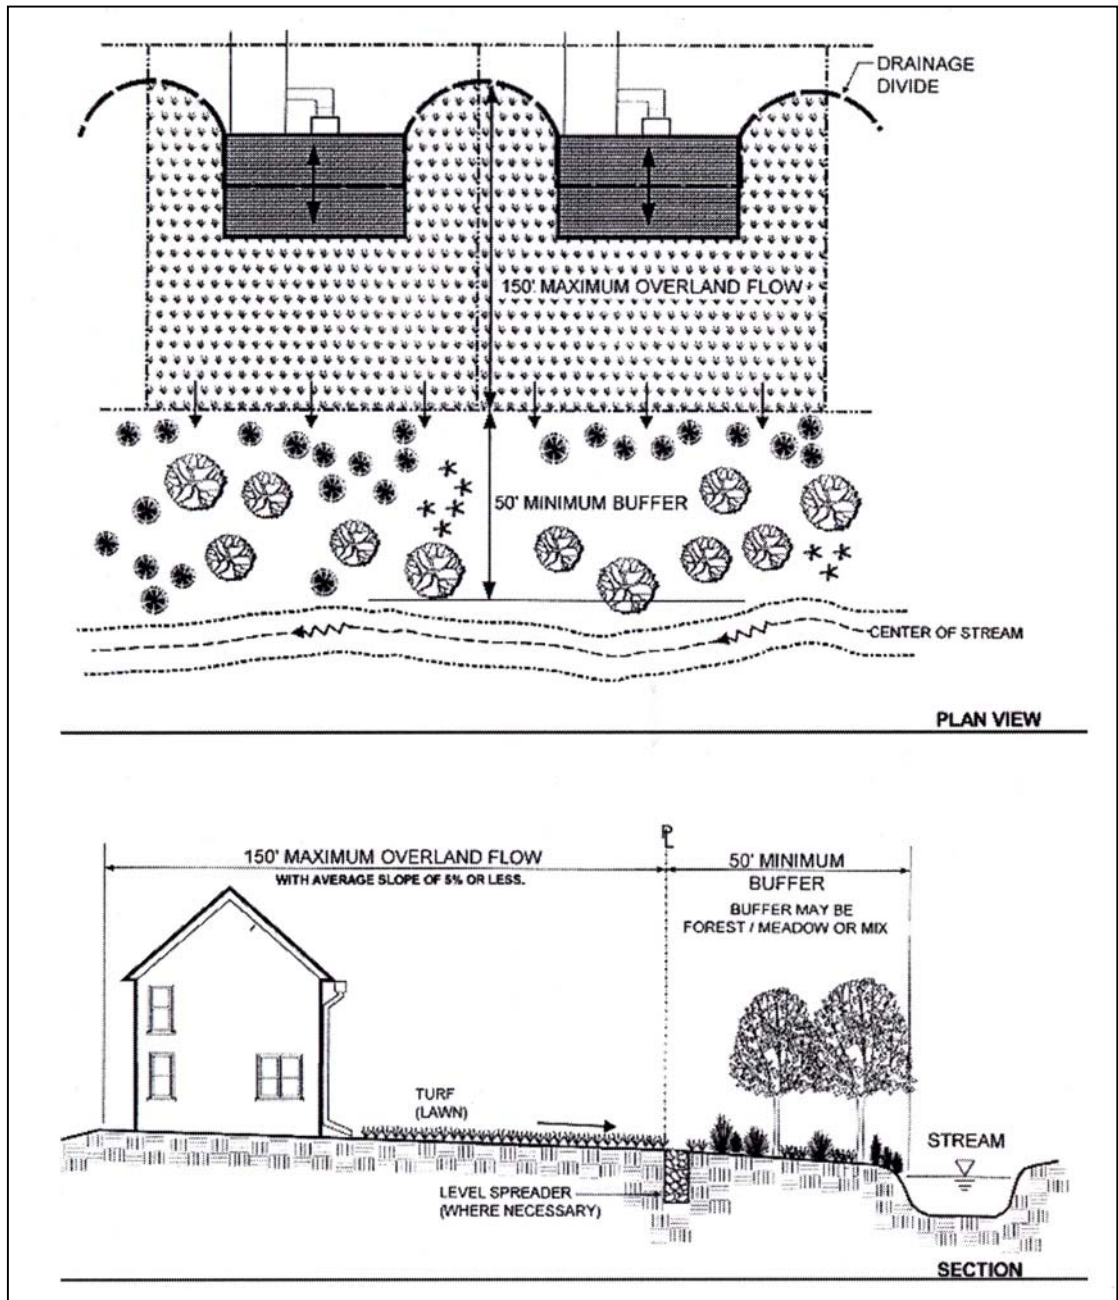 DRAINAGE
DIVIDE
150' MAXIMUM OVERLAND FLOW
50' MINIMUM BUFFER
CENTER OF STREAM
PLAN VIEW
PL
150' MAXIMUM OVERLAND FLOW
WITH AVERAGE SLOPE OF 5% OR LESS.
50' MINIMUM
BUFFER
BUFFER MAY BE
FOREST / MEADOW OR MIX
TURF
(LAWN)
STREAM
LEVEL SPREADER
(WHERE NECESSARY)
SECTION